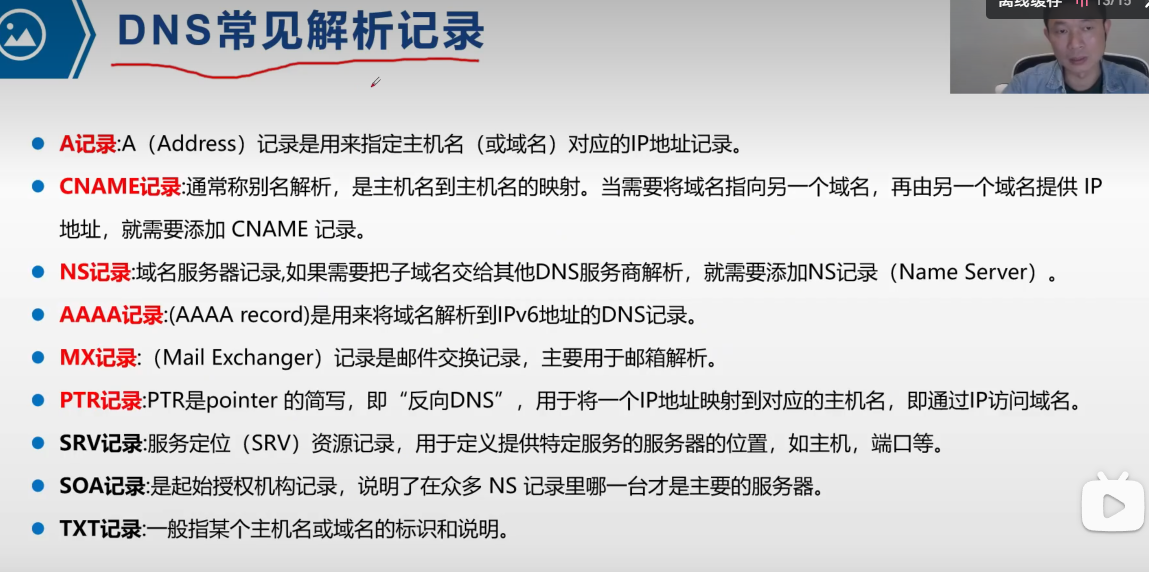 离线缓存 13/15
DNS常见解析记录
A记录:A（Address）记录是用来指定主机名（或域名）对应的IP地址记录。
CNAME记录:通常称别名解析，是主机名到主机名的映射。当需要将域名指向另一个域名，再由另一个域名提供 IP
地址，就需要添加 CNAME 记录。
NS记录:域名服务器记录,如果需要把子域名交给其他DNS服务商解析，就需要添加NS记录（Name Server）。
AAAA记录:(AAAA record)是用来将域名解析到IPv6地址的DNS记录。
MX记录:（Mail Exchanger）记录是邮件交换记录，主要用于邮箱解析。
PTR记录:PTR是pointer 的简写，即“反向DNS”，用于将一个IP地址映射到对应的主机名，即通过IP访问域名。
SRV记录:服务定位（SRV）资源记录，用于定义提供特定服务的服务器的位置，如主机，端口等。
SOA记录:是起始授权机构记录，说明了在众多 NS 记录里哪一台才是主要的服务器。
TXT记录:一般指某个主机名或域名的标识和说明。